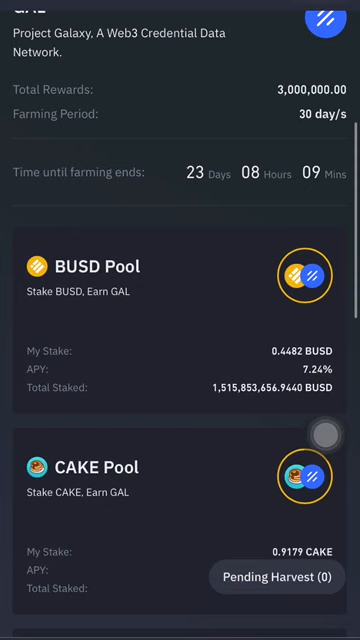 GAL
Project Galaxy, A Web3 Credential Data
Network.
Total Rewards: 3,000,000.00
Farming Period: 30 day/s
Time until farming ends: 23 Days 08 Hours 09 Mins
BUSD Pool
Stake BUSD, Earn GAL
My Stake: 0.4482 BUSD
APY: 7.24%
Total Staked: 1,515,853,656.9440 BUSD
CAKE Pool
Stake CAKE, Earn GAL
My Stake: 0.9179 CAKE
APY:
Pending Harvest (0)
Total Staked: